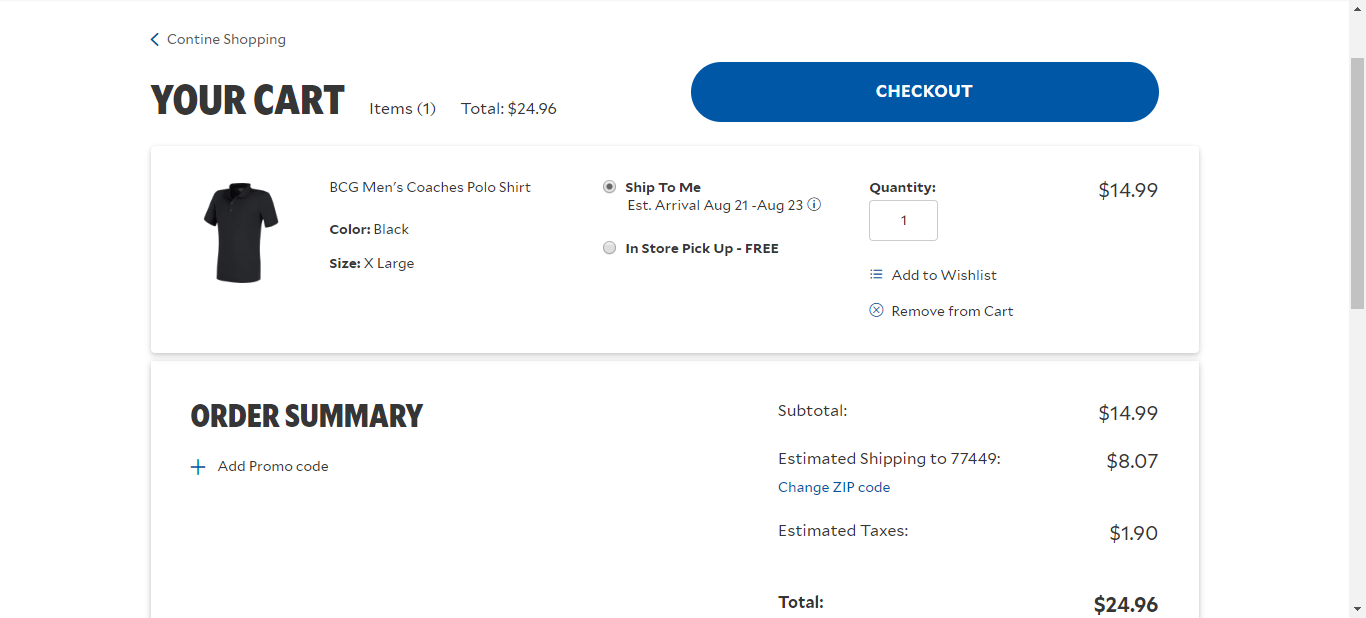 Contine Shopping
YOUR CART Items (1) Total: $24.96
CHECKOUT
BCG Men's Coaches Polo Shirt
Color: Black
Size: X Large
Ship To Me
Est. Arrival Aug 21 -Aug 23
In Store Pick Up - FREE
Quantity:
1
Add to Wishlist
Remove from Cart
$14.99
ORDER SUMMARY
Add Promo code
Subtotal: $14.99
Estimated Shipping to 77449: $8.07
Change ZIP code
Estimated Taxes: $1.90
Total: $24.96